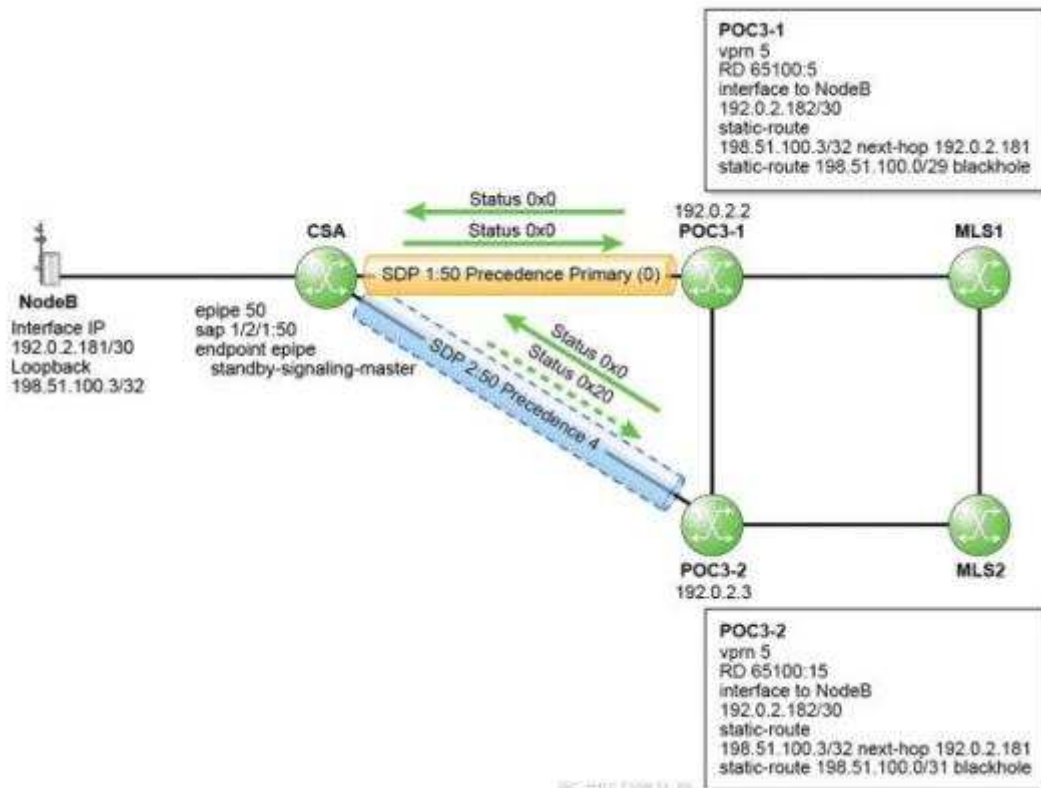 POC3-1
vprn 5
RD 65100:5
interface to NodeB
192.0.2.182/30
static-route
198.51.100.3/32 next-hop 192.0.2.181
static-route 198.51.100.0/29 blackhole
Status 0x0
Status 0x0
CSA
192.0.2.2
POC3-1
MLS1
SDP 1:50 Precedence Primary (0)
NodeB
Interface IP
192.0.2.181/30
Loopback
198.51.100.3/32
epipe 50
sap 1/2/1:50
endpoint epipe
standby-signaling-master
Status 0x0
Status 0x20
SDP 2:50 Precedence 4
POC3-2
192.0.2.3
MLS2
POC3-2
vprn 5
RD 65100:15
interface to NodeB
192.0.2.182/30
static-route
198.51.100.3/32 next-hop 192.0.2.181
static-route 198.51.100.0/31 blackhole